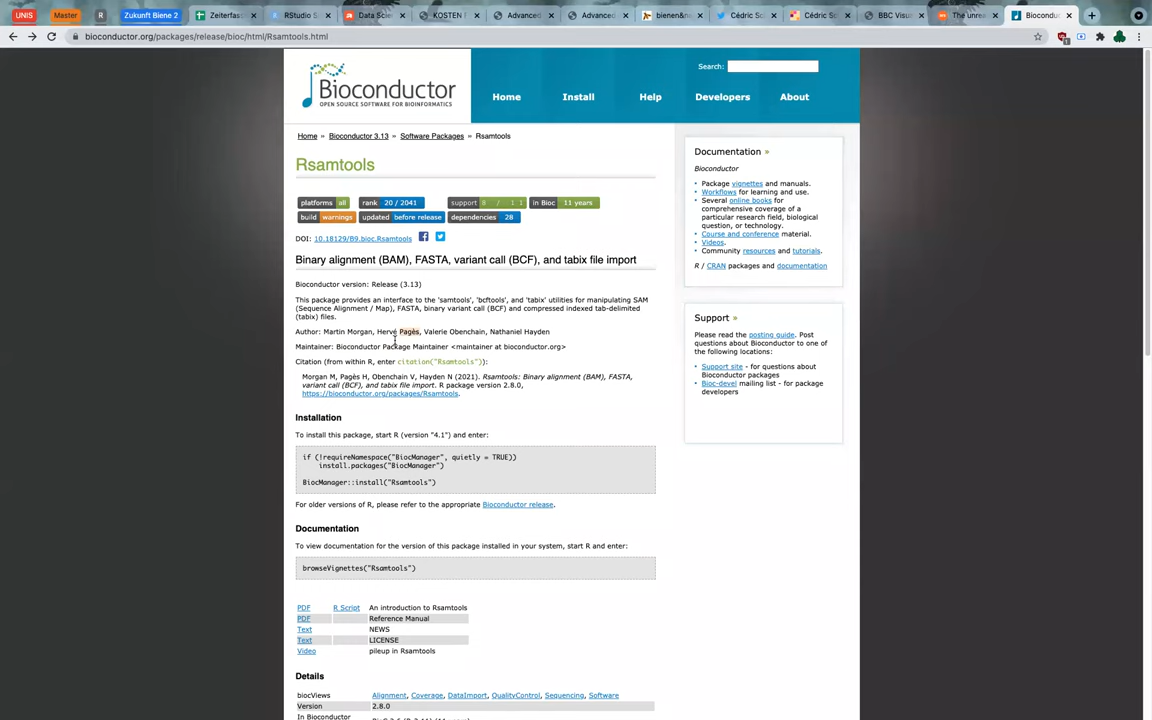 UNIS Master R Zukunft Biene 2 Zeiterfass RStudio S Data Scie KOSTEN F Advanced Advanced bienen&ne Cédric Sc Cédric Sc BBC Visua The unrea Bioconduc
bioconductor.org/packages/release/bioc/html/Rsamtools.html
Bioconductor
OPEN SOURCE SOFTWARE FOR BIOINFORMATICS
Search:
Home Install Help Developers About
Home » Bioconductor 3.13 » Software Packages » Rsamtools
Rsamtools
platforms all rank 20 / 2041 support 8 / 1 1 in Bioc 11 years
build warnings updated before release dependencies 28
DOI: 10.18129/B9.bioc.Rsamtools
Binary alignment (BAM), FASTA, variant call (BCF), and tabix file import
Bioconductor version: Release (3.13)
This package provides an interface to the 'samtools', 'bcftools', and 'tabix' utilities for manipulating SAM
(Sequence Alignment / Map), FASTA, binary variant call (BCF) and compressed indexed tab-delimited
(tabix) files.
Author: Martin Morgan, Hervé Pagès, Valerie Obenchain, Nathaniel Hayden
Maintainer: Bioconductor Package Maintainer <maintainer at bioconductor.org>
Citation (from within R, enter citation("Rsamtools")):
Morgan M, Pagès H, Obenchain V, Hayden N (2021). Rsamtools: Binary alignment (BAM), FASTA,
variant call (BCF), and tabix file import. R package version 2.8.0,
https://bioconductor.org/packages/Rsamtools.
Installation
To install this package, start R (version "4.1") and enter:
if (!requireNamespace("BiocManager", quietly = TRUE))
install.packages("BiocManager")
BiocManager::install("Rsamtools")
For older versions of R, please refer to the appropriate Bioconductor release.
Documentation
To view documentation for the version of this package installed in your system, start R and enter:
browseVignettes("Rsamtools")
PDF R Script An introduction to Rsamtools
PDF Reference Manual
Text NEWS
Text LICENSE
Video pileup in Rsamtools
Details
biocViews Alignment, Coverage, DataImport, QualityControl, Sequencing, Software
Version 2.8.0
In Bioconductor
Documentation »
Bioconductor
Package vignettes and manuals.
Workflows for learning and use.
Several online books for
comprehensive coverage of a
particular research field, biological
question, or technology.
Course and conference material.
Videos.
Community resources and tutorials.
R / CRAN packages and documentation
Support »
Please read the posting guide. Post
questions about Bioconductor to one of
the following locations:
Support site - for questions about
Bioconductor packages
Bioc-devel mailing list - for package
developers